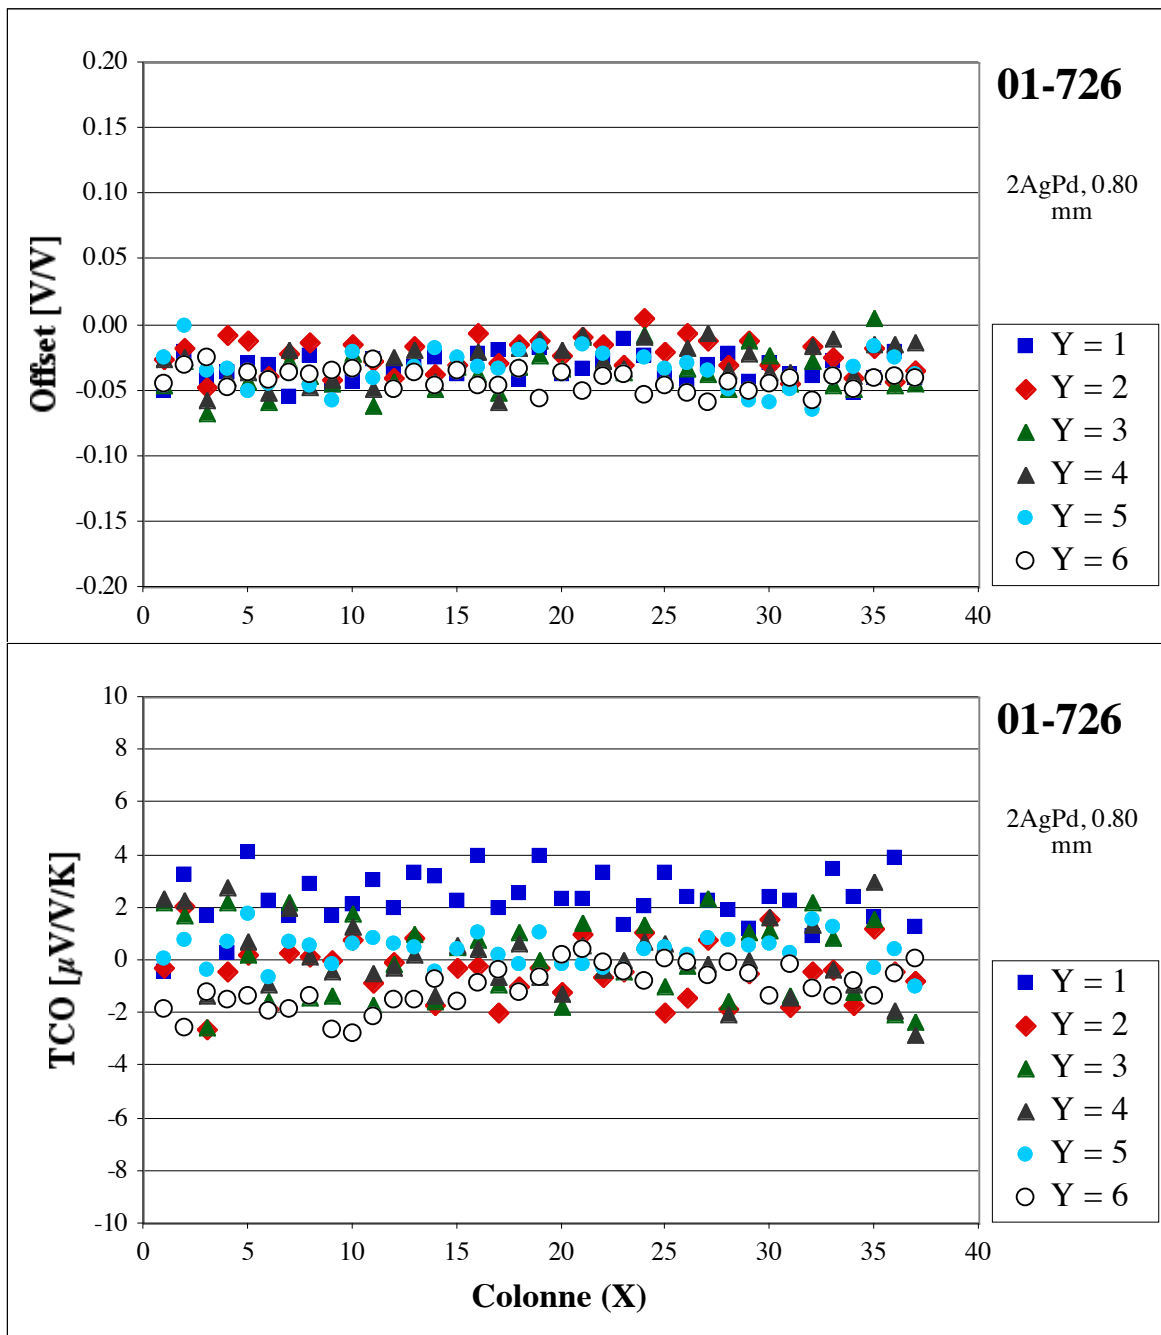 01-726
2AgPd, 0.80
mm
Offset [V/V]
0.20
0.15
0.10
0.05
0.00
-0.05
-0.10
-0.15
-0.20
0 5 10 15 20 25 30 35 40
Y = 1
Y = 2
Y = 3
Y = 4
Y = 5
Y = 6
01-726
2AgPd, 0.80
mm
TCO [µV/V/K]
10
8
6
4
2
0
-2
-4
-6
-8
-10
0 5 10 15 20 25 30 35 40
Colonne (X)
Y = 1
Y = 2
Y = 3
Y = 4
Y = 5
Y = 6